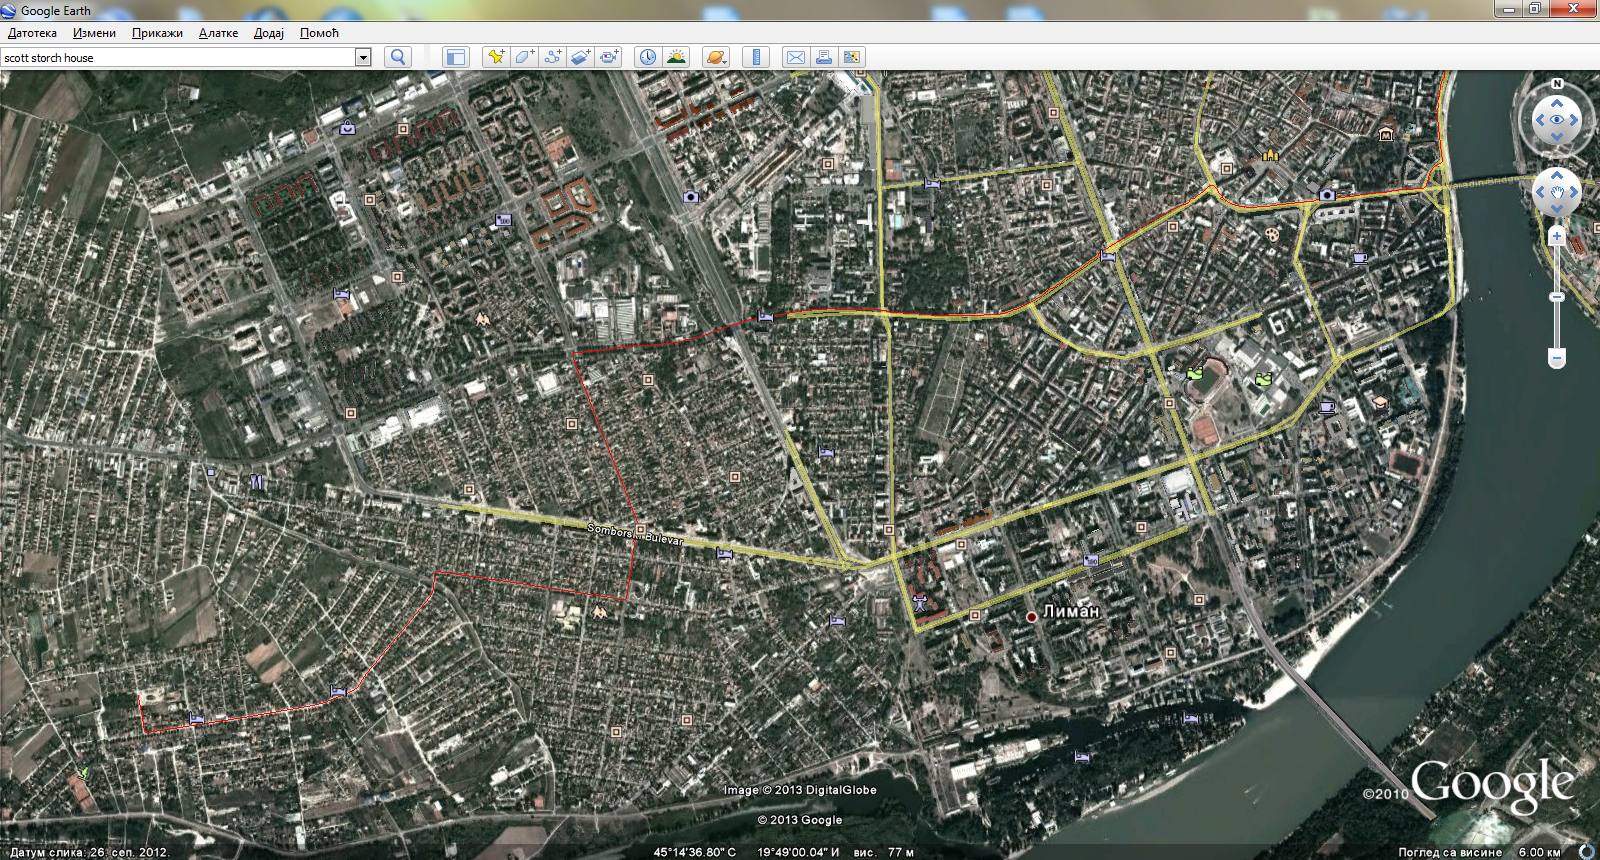 Google Earth
Датотека Измени Прикажи Алатке Додај Помоћ
scott storch house
N
Somborski Bulevar
Лиман
Image © 2013 DigitalGlobe
© 2013 Google
©2010 Google
Датум слика: 26. сеп. 2012.
45°14'36.80" С 19°49'00.04" И вис. 77 м
Поглед са висине 6.00 км